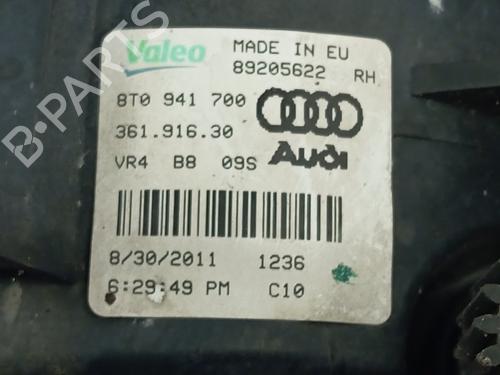 Valeo MADE IN EU
89205622 RH
8T0 941 700
361.916.30
VR4 B8 09S Audi
8/30/2011 1236
6:29:49 PM C10